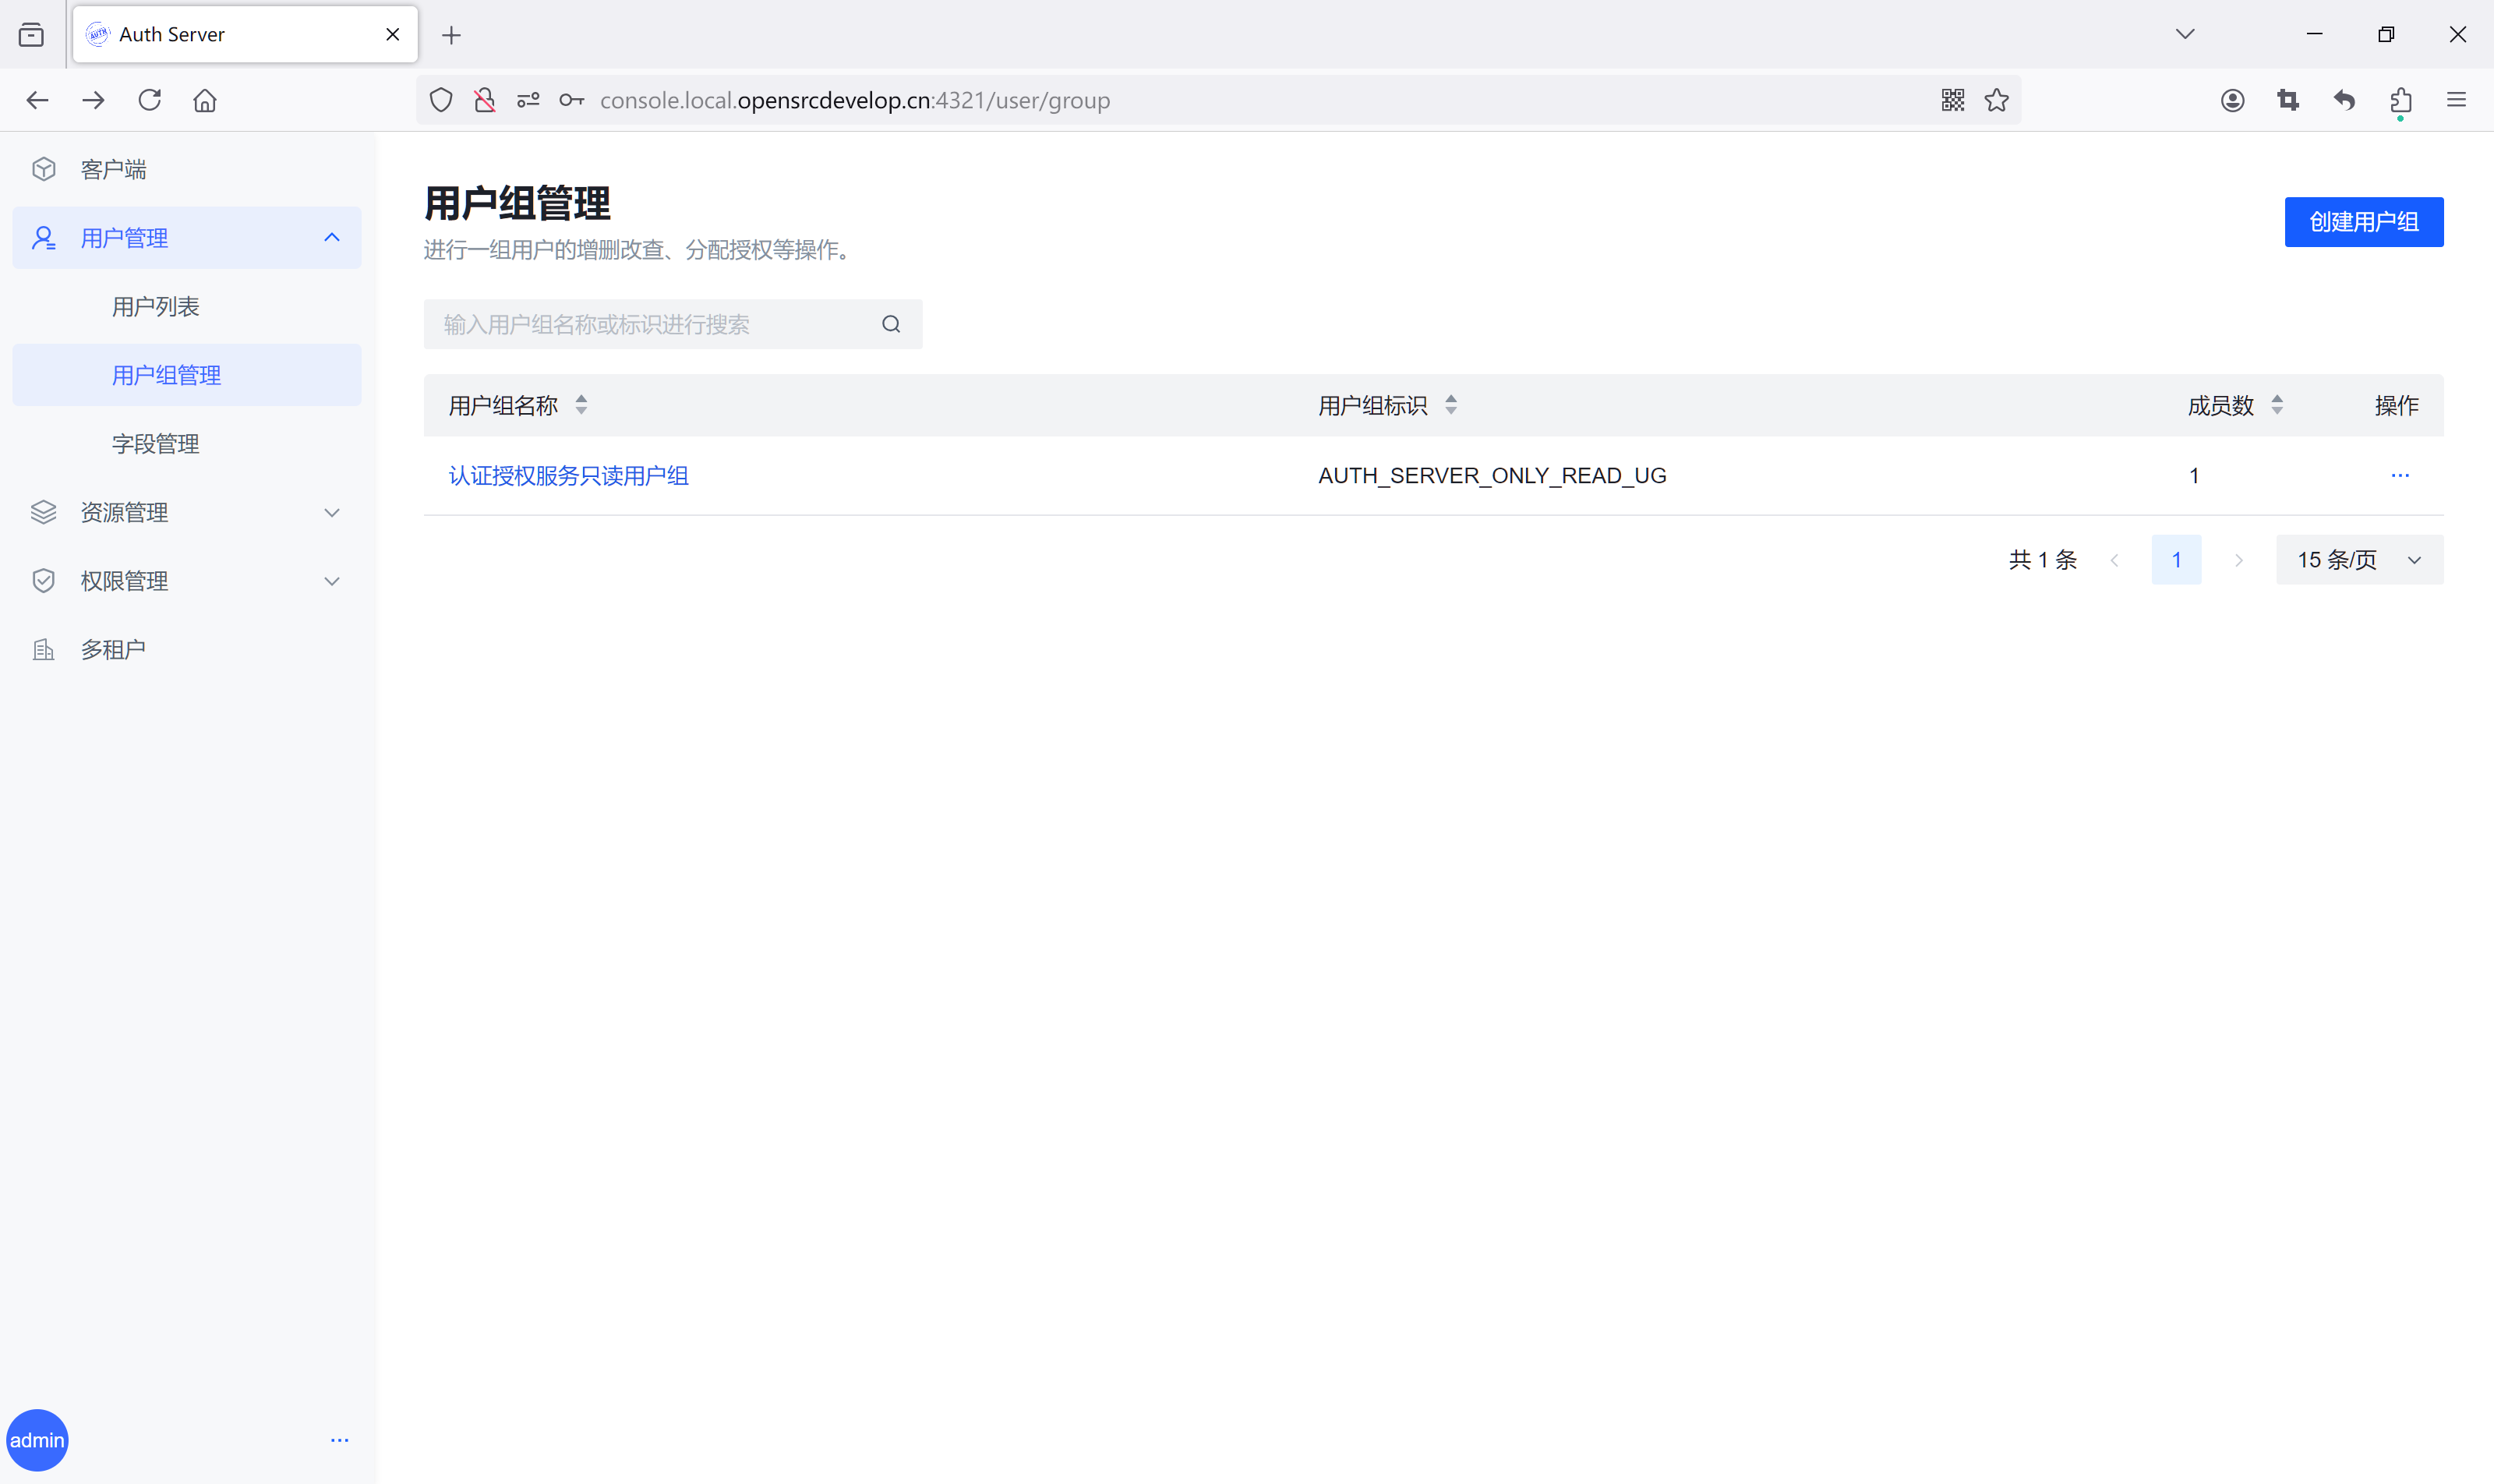 Auth Server
console.local.opensrcdevelop.cn:4321/user/group
客户端
用户管理
用户列表
用户组管理
字段管理
资源管理
权限管理
多租户
admin
用户组管理
进行一组用户的增删改查、分配授权等操作。
创建用户组
输入用户组名称或标识进行搜索
用户组名称 用户组标识 成员数 操作
认证授权服务只读用户组 AUTH_SERVER_ONLY_READ_UG 1 ...
共 1 条 1 15 条/页